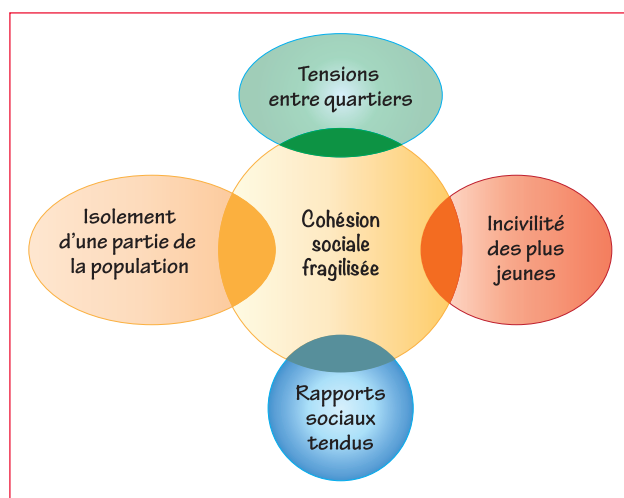 Tensions
entre quartiers
Isolement
d'une partie de
la population
Cohésion
sociale
fragilisée
Incivilité
des plus
jeunes
Rapports
sociaux
tendus